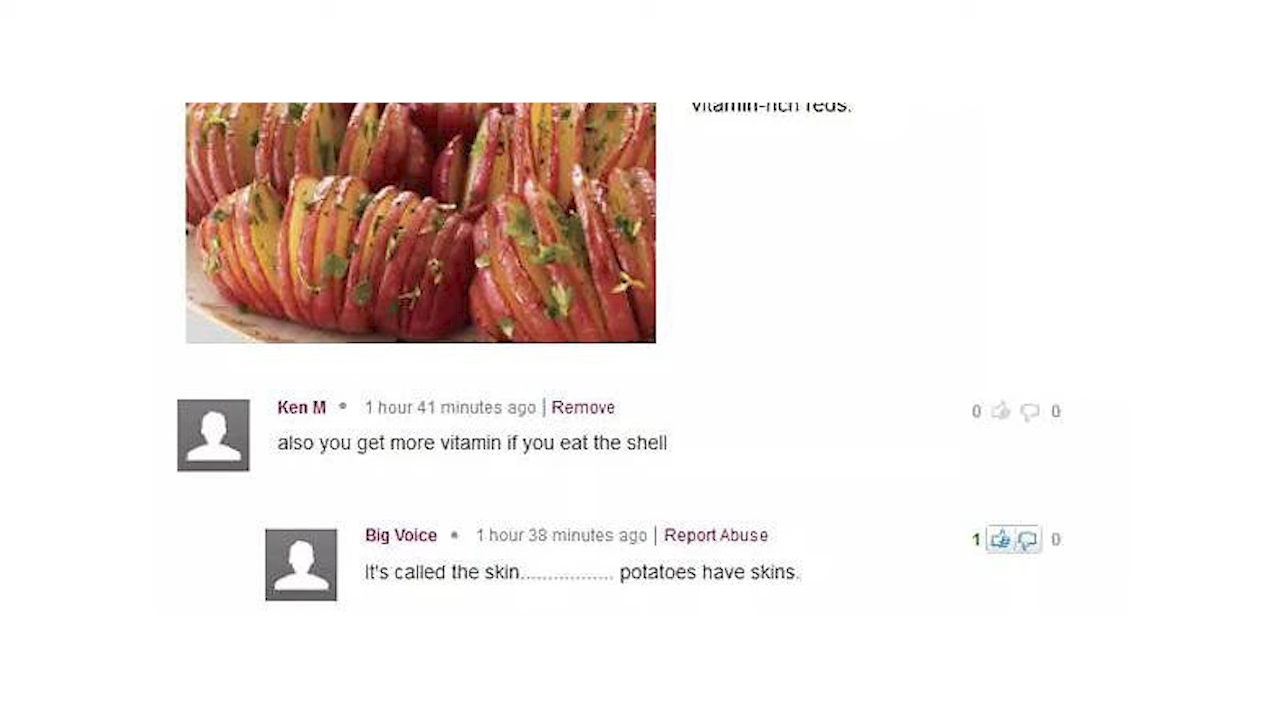 vitamin-rich reds.
Ken M • 1 hour 41 minutes ago | Remove
0 0
also you get more vitamin if you eat the shell
Big Voice • 1 hour 38 minutes ago | Report Abuse
1 0
It's called the skin................. potatoes have skins.